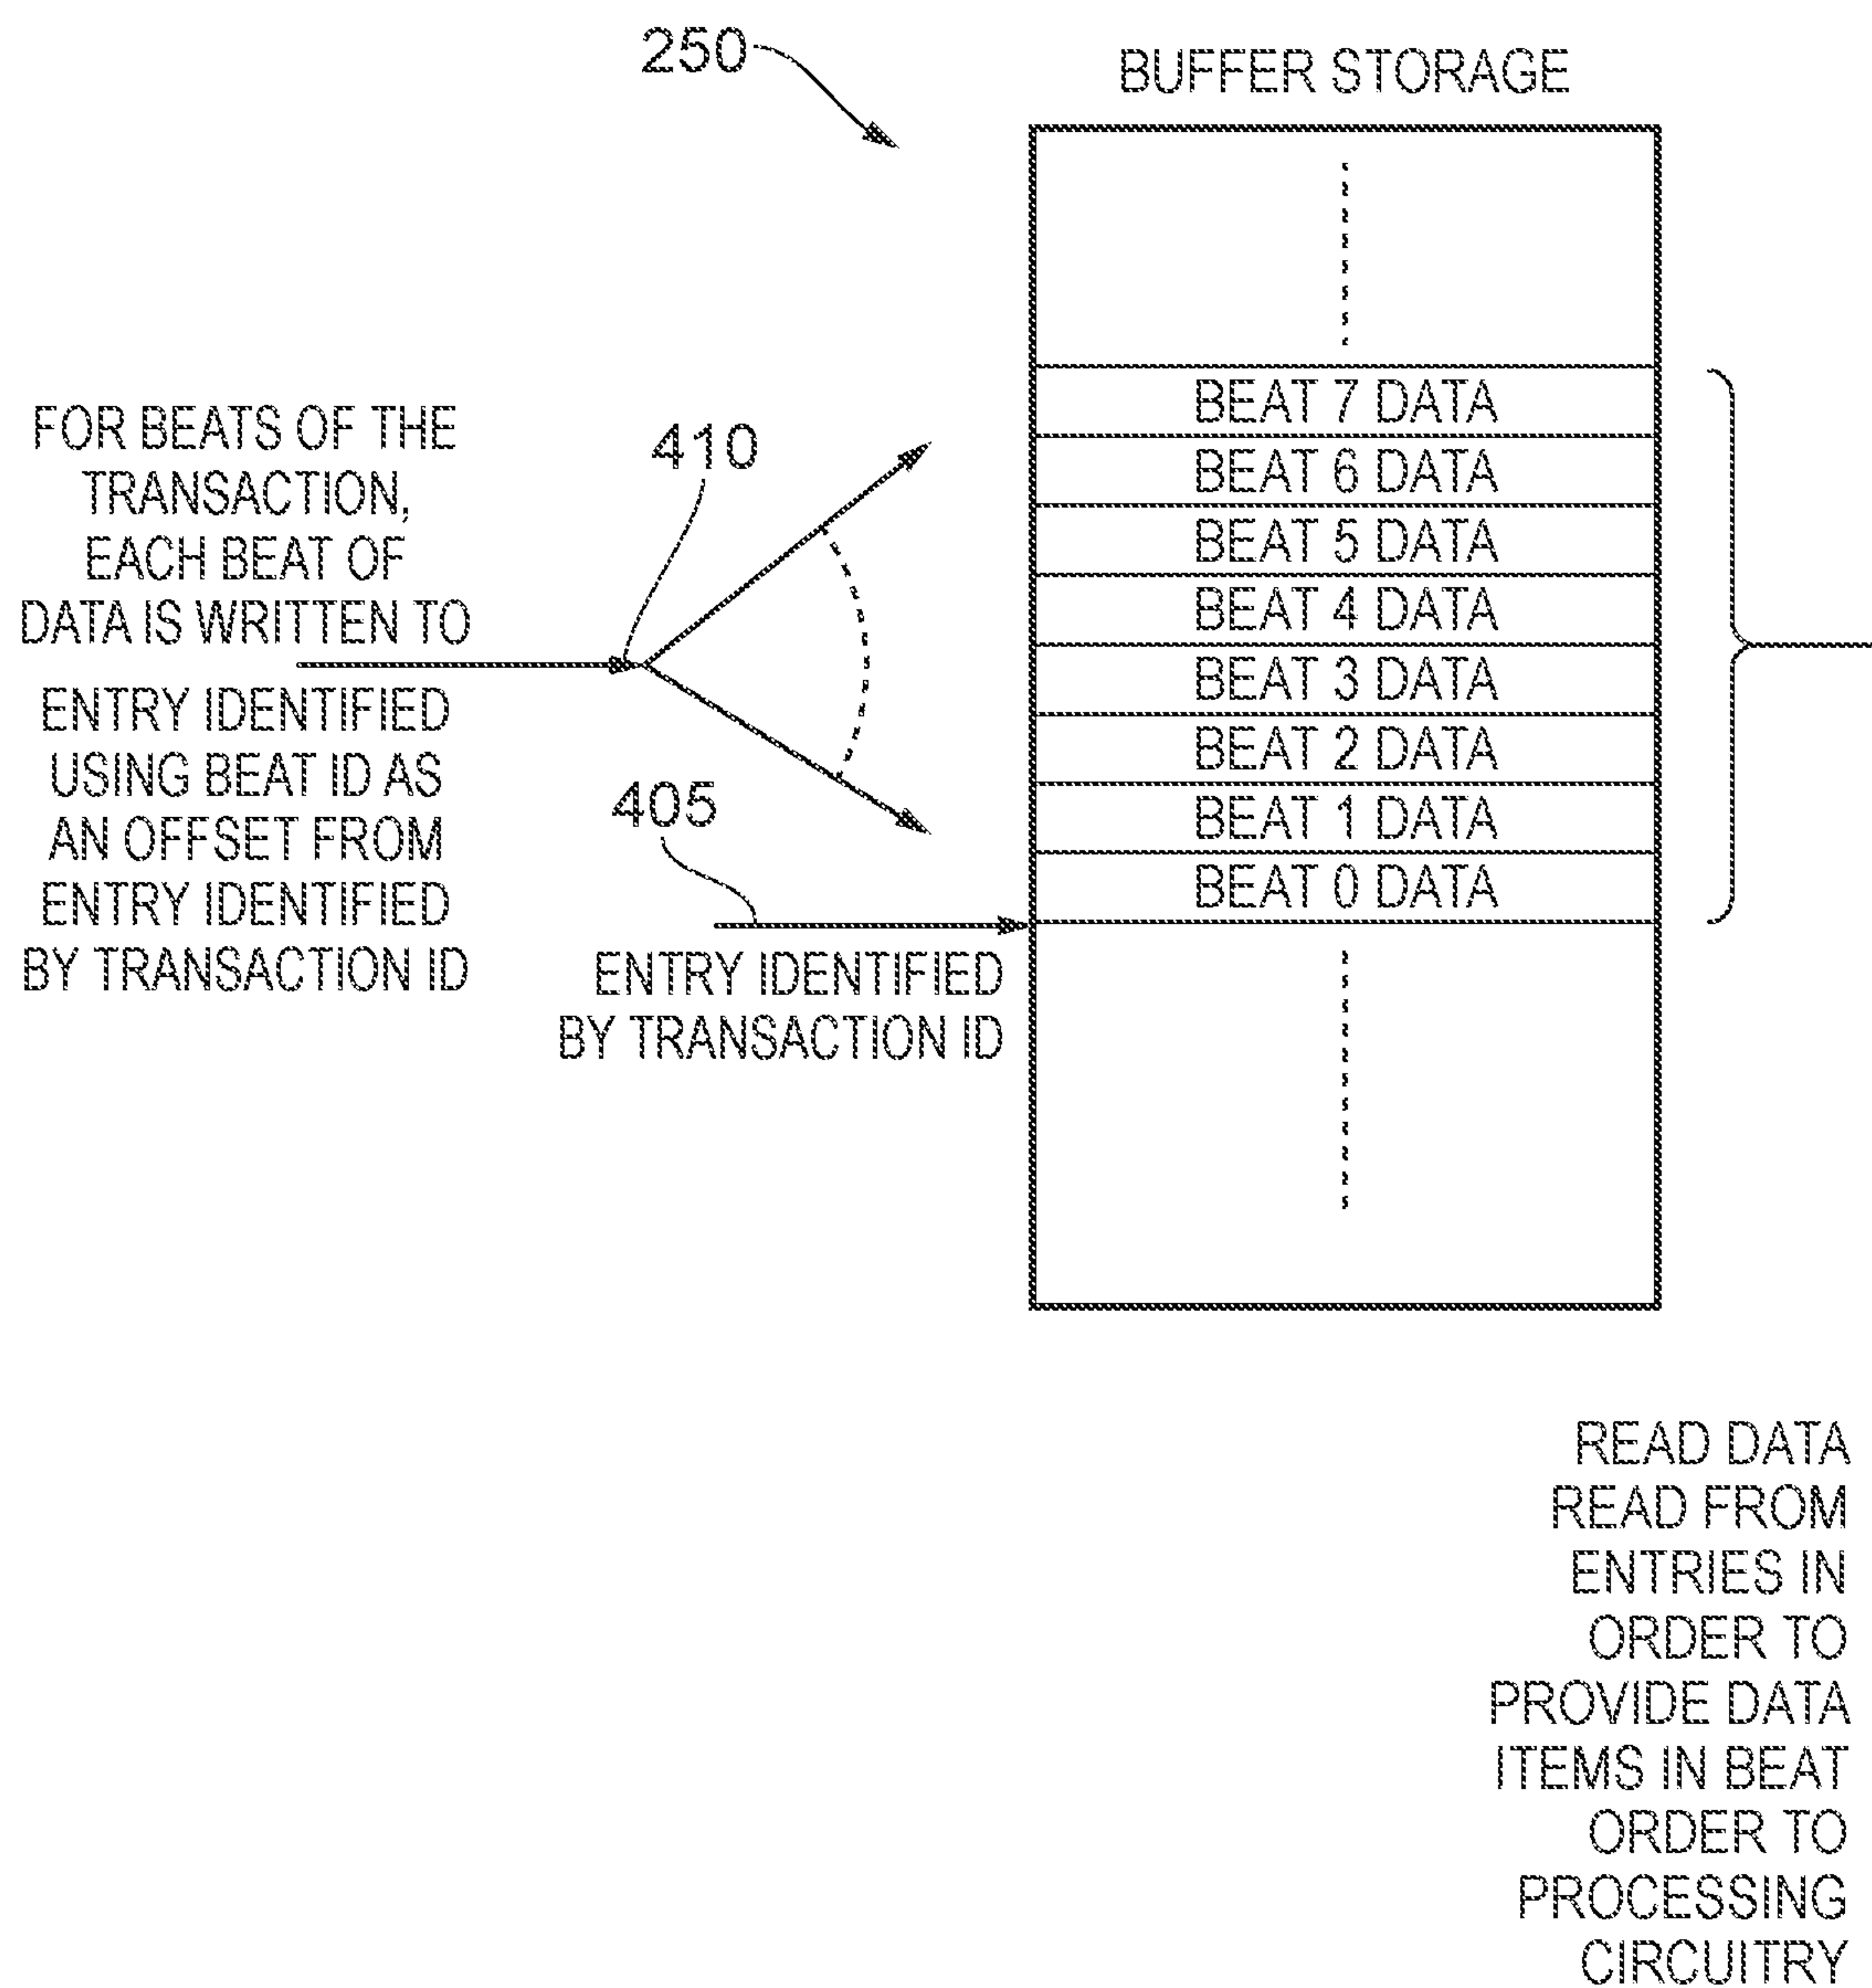 250
BUFFER STORAGE
FOR BEATS OF THE
TRANSACTION,
EACH BEAT OF
DATA IS WRITTEN TO
ENTRY IDENTIFIED
USING BEAT ID AS
AN OFFSET FROM
ENTRY IDENTIFIED
BY TRANSACTION ID
410
405
ENTRY IDENTIFIED
BY TRANSACTION ID
BEAT 7 DATA
BEAT 6 DATA
BEAT 5 DATA
BEAT 4 DATA
BEAT 3 DATA
BEAT 2 DATA
BEAT 1 DATA
BEAT 0 DATA
READ DATA
READ FROM
ENTRIES IN
ORDER TO
PROVIDE DATA
ITEMS IN BEAT
ORDER TO
PROCESSING
CIRCUITRY